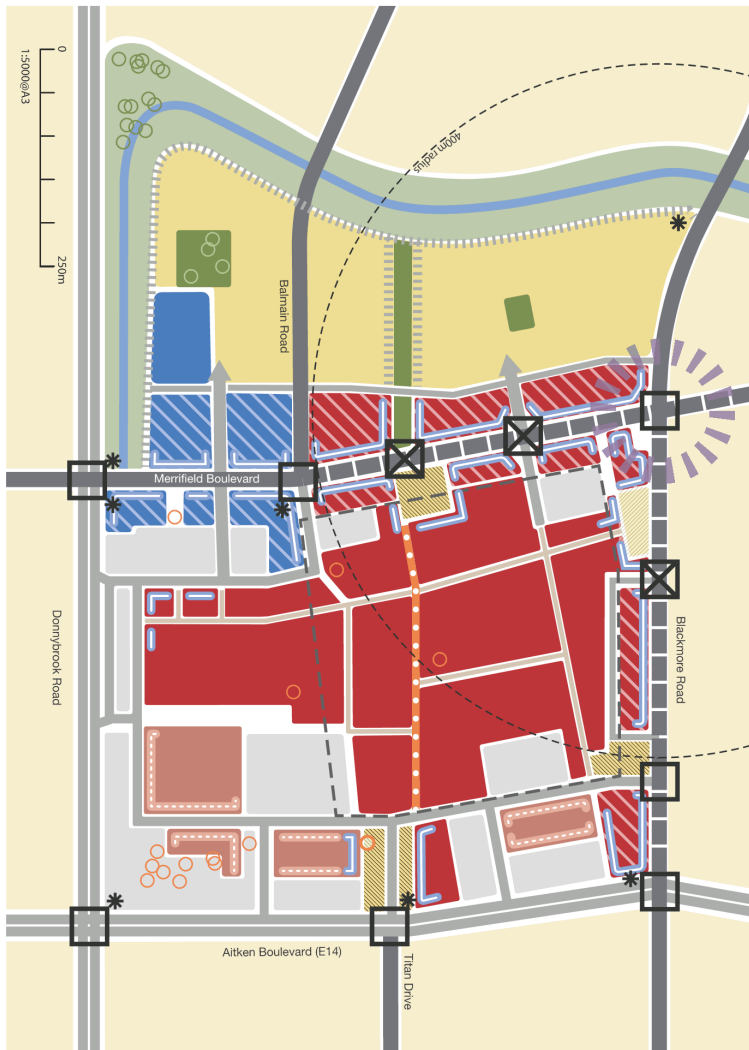 0
1:5000@A3
250m
400m radius
Balmain Road
Merrifield Boulevard
Donnybrook Road
Blackmore Road
Aitken Boulevard (E14)
Titan Drive